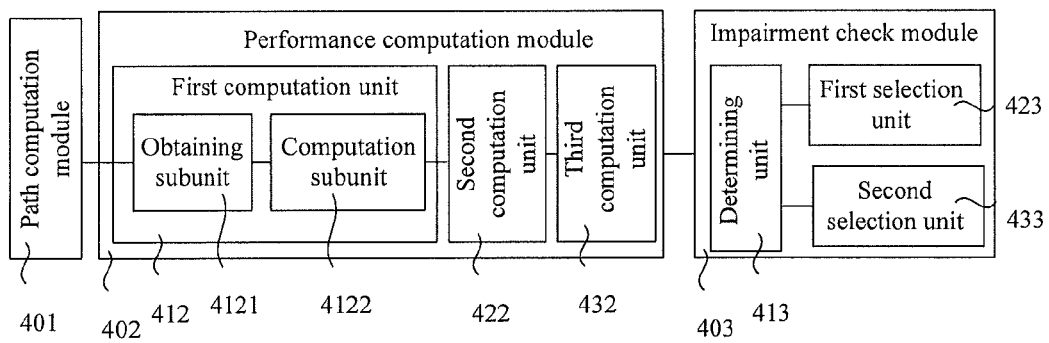 Path computation
module
Performance computation module
First computation unit
Obtaining
subunit
Computation
subunit
Second
computation
unit
Third
computation
unit
Impairment check module
Determining
unit
First selection
unit
Second
selection unit
423
433
401
402
412
4121
4122
422
432
403
413